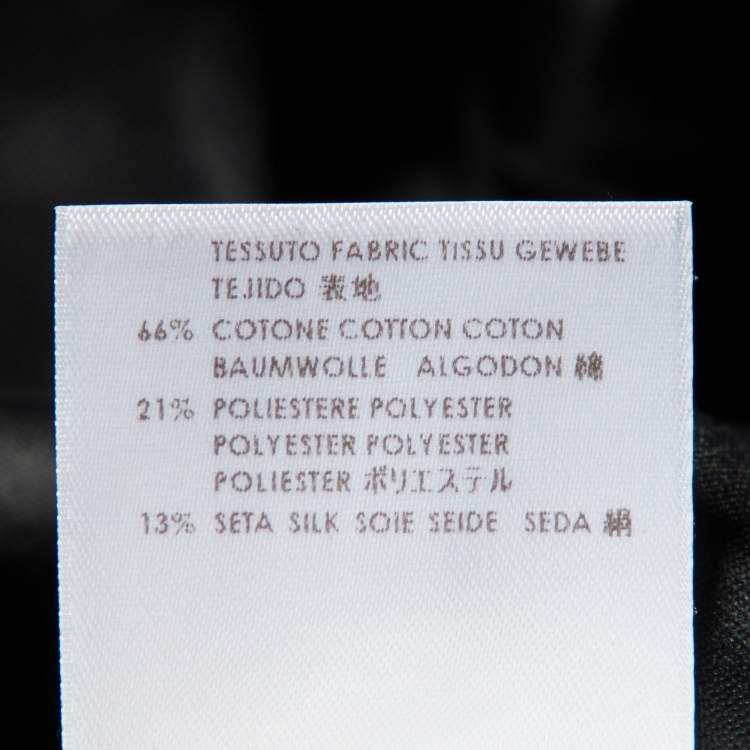 TESSUTO FABRIC TISSU GEWEBE
TEJIDO 表地
66% COTONE COTTON COTON
BAUMWOLLE ALGODON 綿
21% POLIESTERE POLYESTER
POLYESTER POLYESTER
POLIESTER ポリエステル
13% SETA SILK SOIE SEIDE SEDA 絹